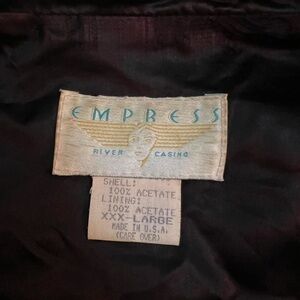 EMPRESS
RIVER CASINO
SHELL:
100% ACETATE
LINING:
100% ACETATE
XXX-LARGE
MADE IN U.S.A.
(CARE OVER)